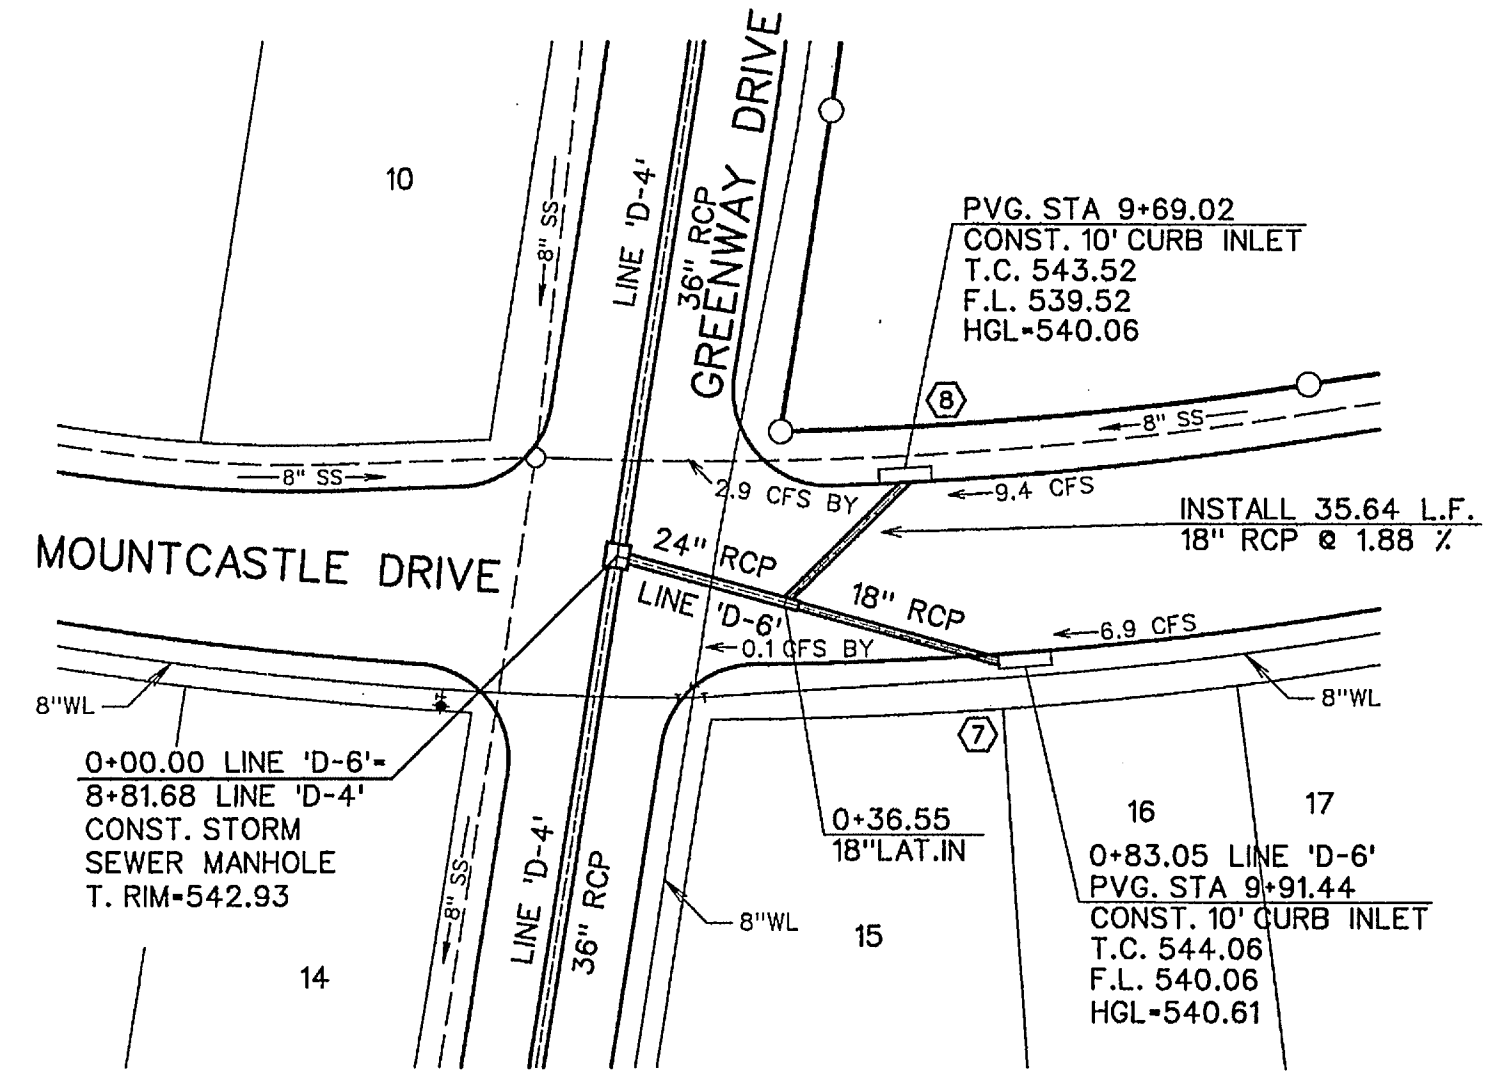 GREENWAY DRIVE
10
8" SS
LINE 'D-4'
36" RCP
PVG. STA 9+69.02
CONST. 10' CURB INLET
T.C. 543.52
F.L. 539.52
HGL=540.06
8
8" SS
8" SS
2.9 CFS BY
9.4 CFS
INSTALL 35.64 L.F.
18" RCP @ 1.88 %
MOUNTCASTLE DRIVE
24" RCP
LINE 'D-6'
18" RCP
6.9 CFS
0.1 CFS BY
8"WL
8"WL
7
0+00.00 LINE 'D-6'=
8+81.68 LINE 'D-4'
CONST. STORM
SEWER MANHOLE
T. RIM=542.93
0+36.55
18"LAT.IN
16
17
0+83.05 LINE 'D-6'
PVG. STA 9+91.44
CONST. 10' CURB INLET
T.C. 544.06
F.L. 540.06
HGL=540.61
8" SS
LINE 'D-4'
36" RCP
8"WL
15
14